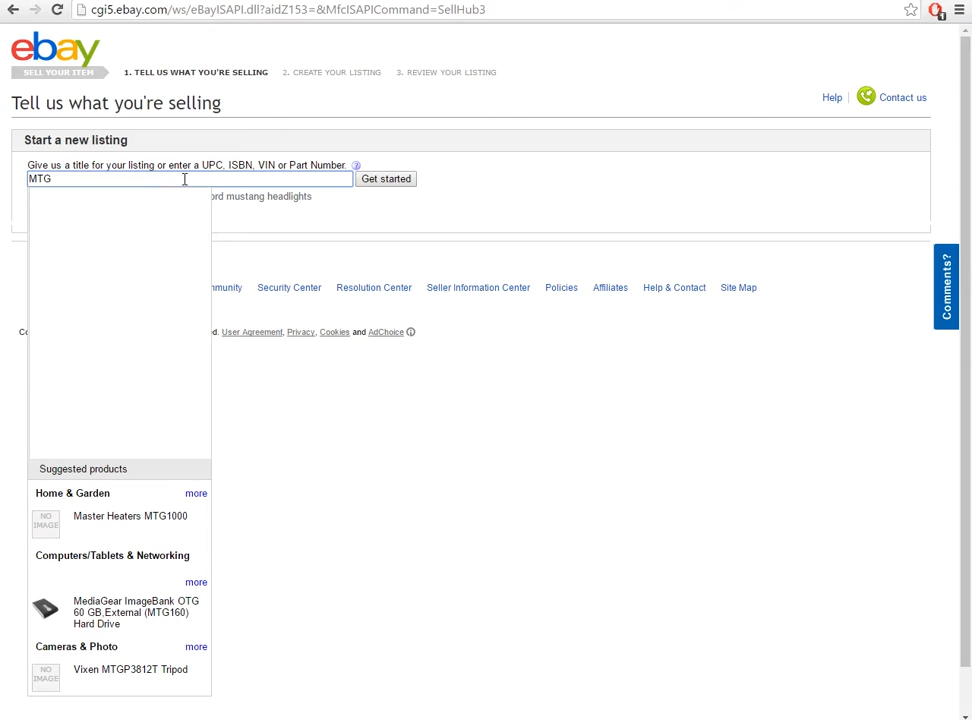 cgi5.ebay.com/ws/eBayISAPI.dll?aidZ153=&MfcISAPICommand=SellHub3
1
ebay
SELL YOUR ITEM
1. TELL US WHAT YOU'RE SELLING
2. CREATE YOUR LISTING
3. REVIEW YOUR LISTING
Tell us what you're selling
Help
Contact us
Start a new listing
Give us a title for your listing or enter a UPC, ISBN, VIN or Part Number. ?
MTG
Get started
ord mustang headlights
mmunity
Security Center
Resolution Center
Seller Information Center
Policies
Affiliates
Help & Contact
Site Map
Comments?
Co
d. User Agreement, Privacy, Cookies and AdChoice
Suggested products
Home & Garden
more
NO IMAGE
Master Heaters MTG1000
Computers/Tablets & Networking
more
MediaGear ImageBank OTG
60 GB,External (MTG160)
Hard Drive
Cameras & Photo
more
NO IMAGE
Vixen MTGP3812T Tripod